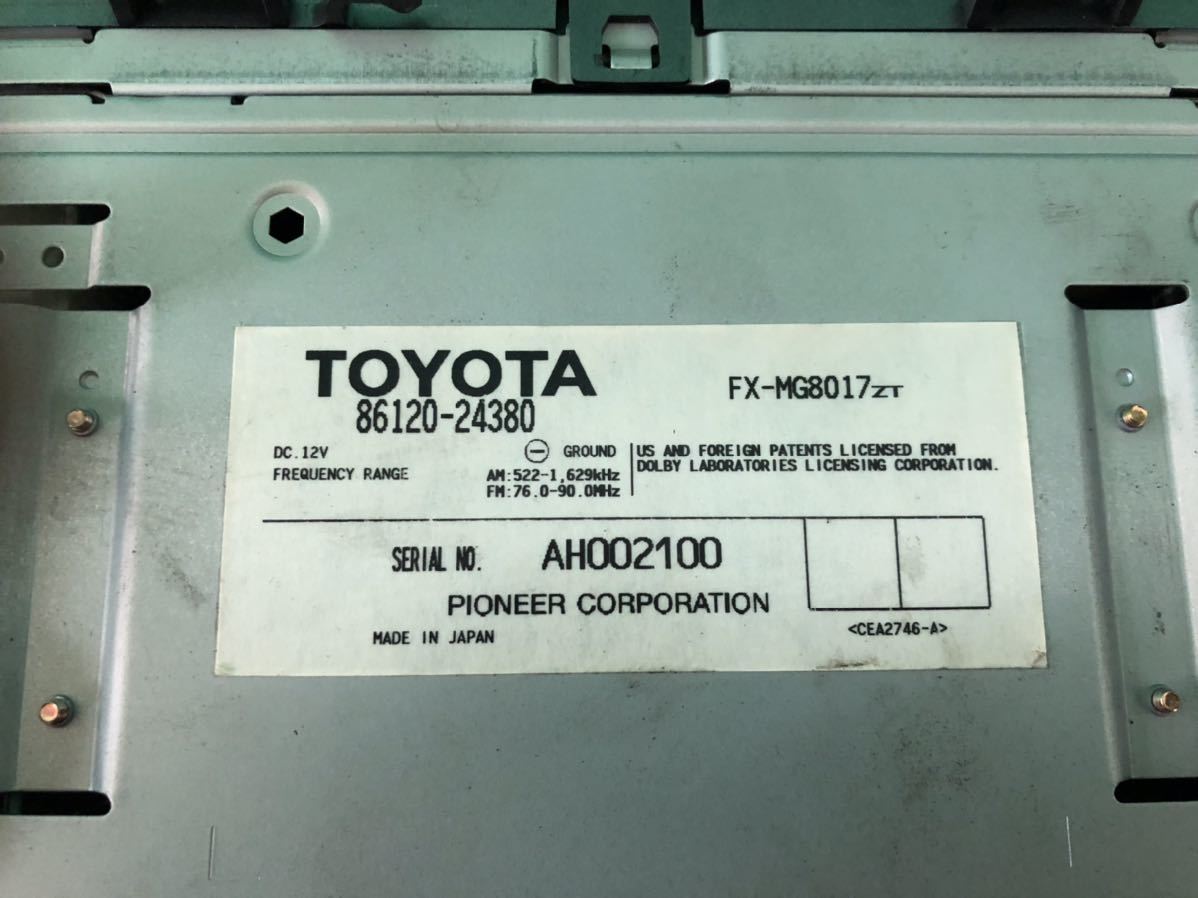 TOYOTA
86120-24380
FX-MG8017ZT
DC.12V
GROUND
FREQUENCY RANGE
AM:522-1,629kHz
FM:76.0-90.0MHz
US AND FOREIGN PATENTS LICENSED FROM
DOLBY LABORATORIES LICENSING CORPORATION.
SERIAL NO. AH002100
PIONEER CORPORATION
MADE IN JAPAN
<CEA2746-A>